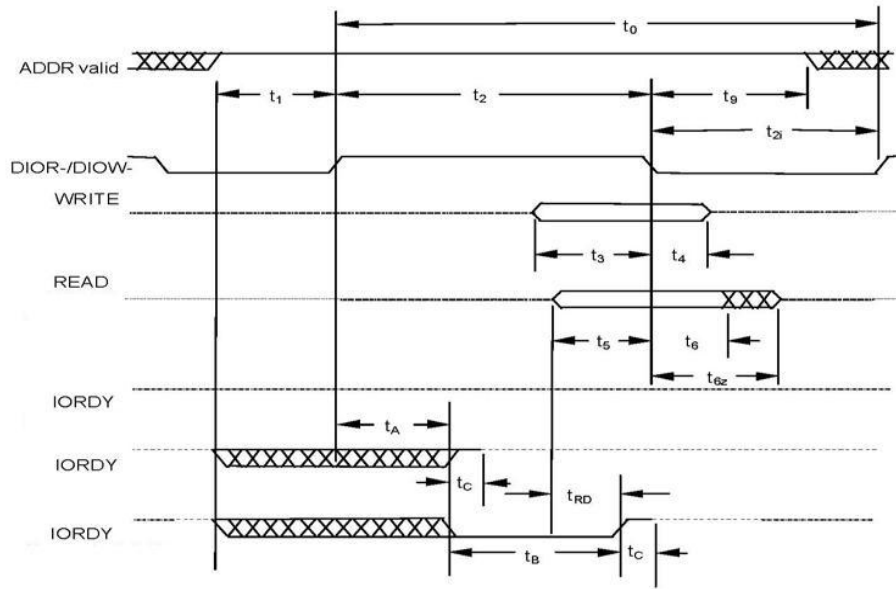 t0
ADDR valid
t1
t2
t9
t2i
DIOR-/DIOW-
WRITE
t3
t4
READ
t5
t6
t6z
IORDY
tA
IORDY
tC
tRD
IORDY
tB
tC